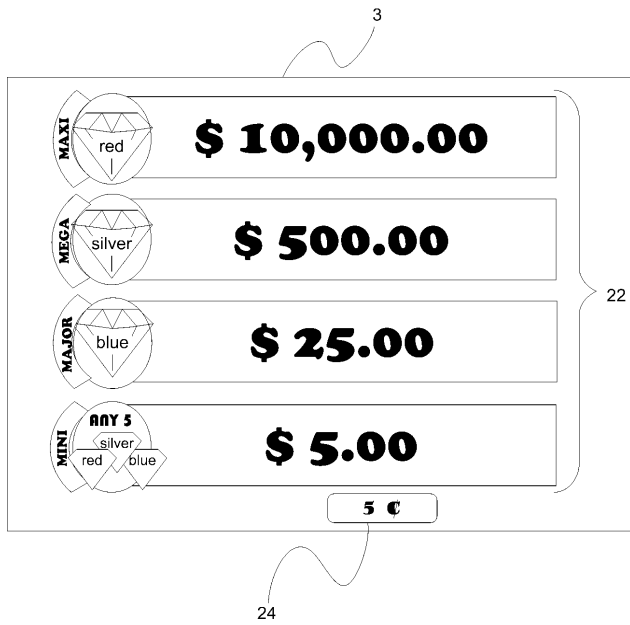 3
MAXI
red
$ 10,000.00
MEGA
silver
$ 500.00
22
MAJOR
blue
$ 25.00
MINI
ANY 5
silver
red
blue
$ 5.00
5 ¢
24